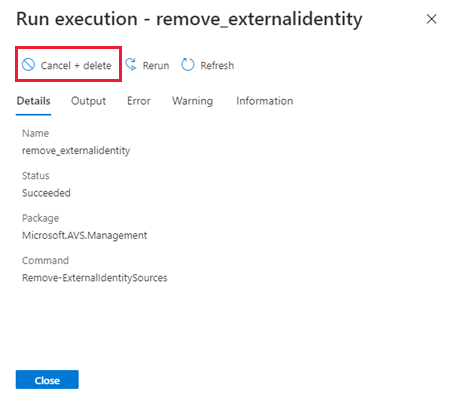 Run execution - remove_externalidentity
Cancel + delete Rerun Refresh
Details Output Error Warning Information
Name
remove_externalidentity
Status
Succeeded
Package
Microsoft.AVS.Management
Command
Remove-ExternalIdentitySources
Close